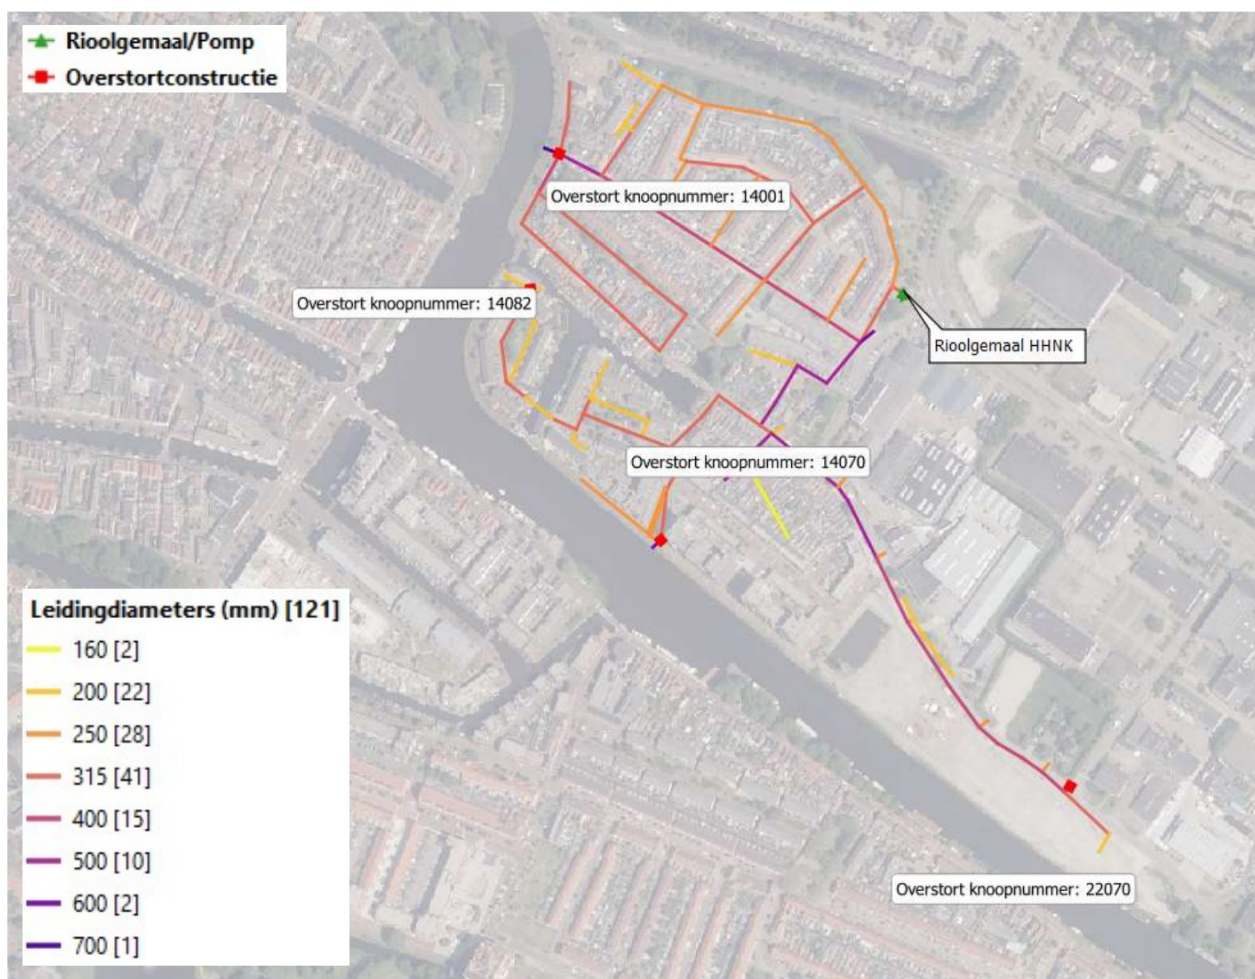 Rioolgemaal/Pomp
Overstortconstructie
Overstort knoopnummer: 14001
Overstort knoopnummer: 14082
Rioolgemaal HHNK
Overstort knoopnummer: 14070
Leidingdiameters (mm) [121]
160 [2]
200 [22]
250 [28]
315 [41]
400 [15]
500 [10]
600 [2]
700 [1]
Overstort knoopnummer: 22070